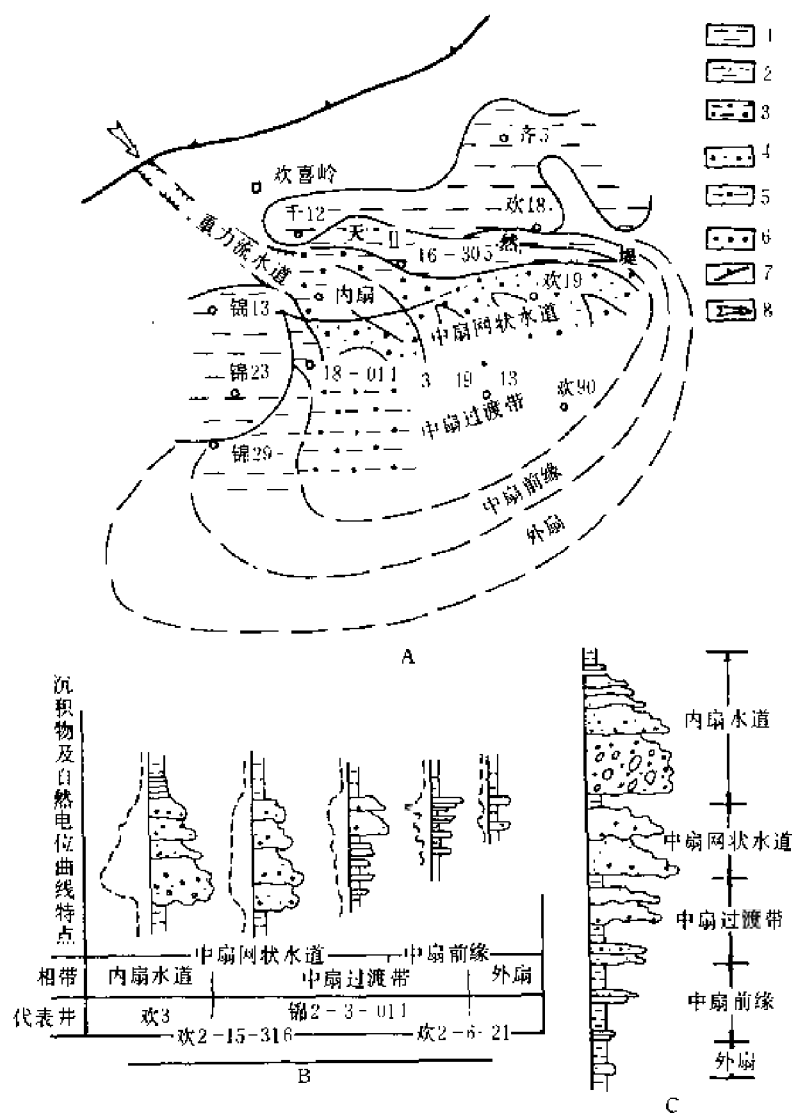 1
2
3
4
5
6
7
8
齐5
欢喜岭
千-12
欢18
天 然 堤
II
16-305
重力流水道
内扇
欢19
锦13
中扇网状水道
18-011
3 19 13
锦23
欢90
中扇过渡带
锦29
中扇前缘
外扇
A
沉积物及自然电位曲线特点
中扇网状水道 中扇前缘
相带 内扇水道 中扇过渡带 外扇
代表井 欢3 锦2-3-011
欢2-15-316 欢2-6-21
B
内扇水道
中扇网状水道
中扇过渡带
中扇前缘
外扇
C